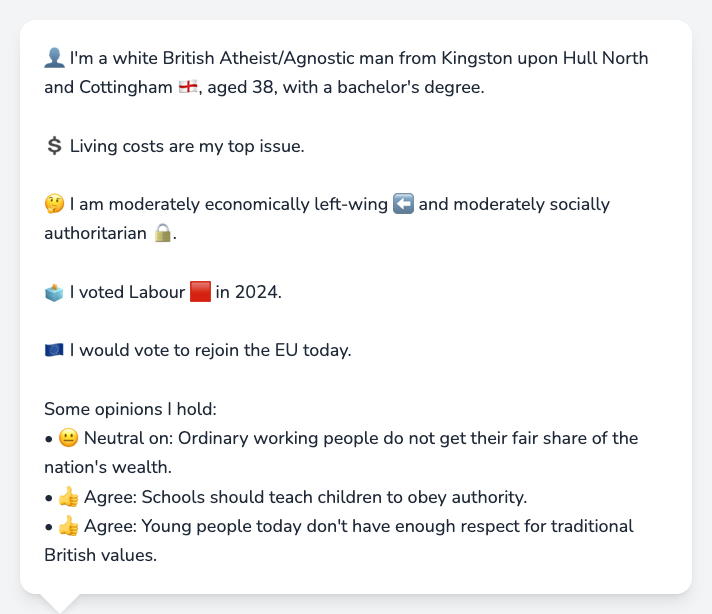 👤 I'm a white British Atheist/Agnostic man from Kingston upon Hull North
and Cottingham 🏴󠁧󠁢󠁥󠁮󠁧󠁿, aged 38, with a bachelor's degree.
💲 Living costs are my top issue.
🤔 I am moderately economically left-wing ⬅️ and moderately socially
authoritarian 🔒.
🗳️ I voted Labour 🟥 in 2024.
🇪🇺 I would vote to rejoin the EU today.
Some opinions I hold:
• 😐 Neutral on: Ordinary working people do not get their fair share of the
nation's wealth.
• 👍 Agree: Schools should teach children to obey authority.
• 👍 Agree: Young people today don't have enough respect for traditional
British values.